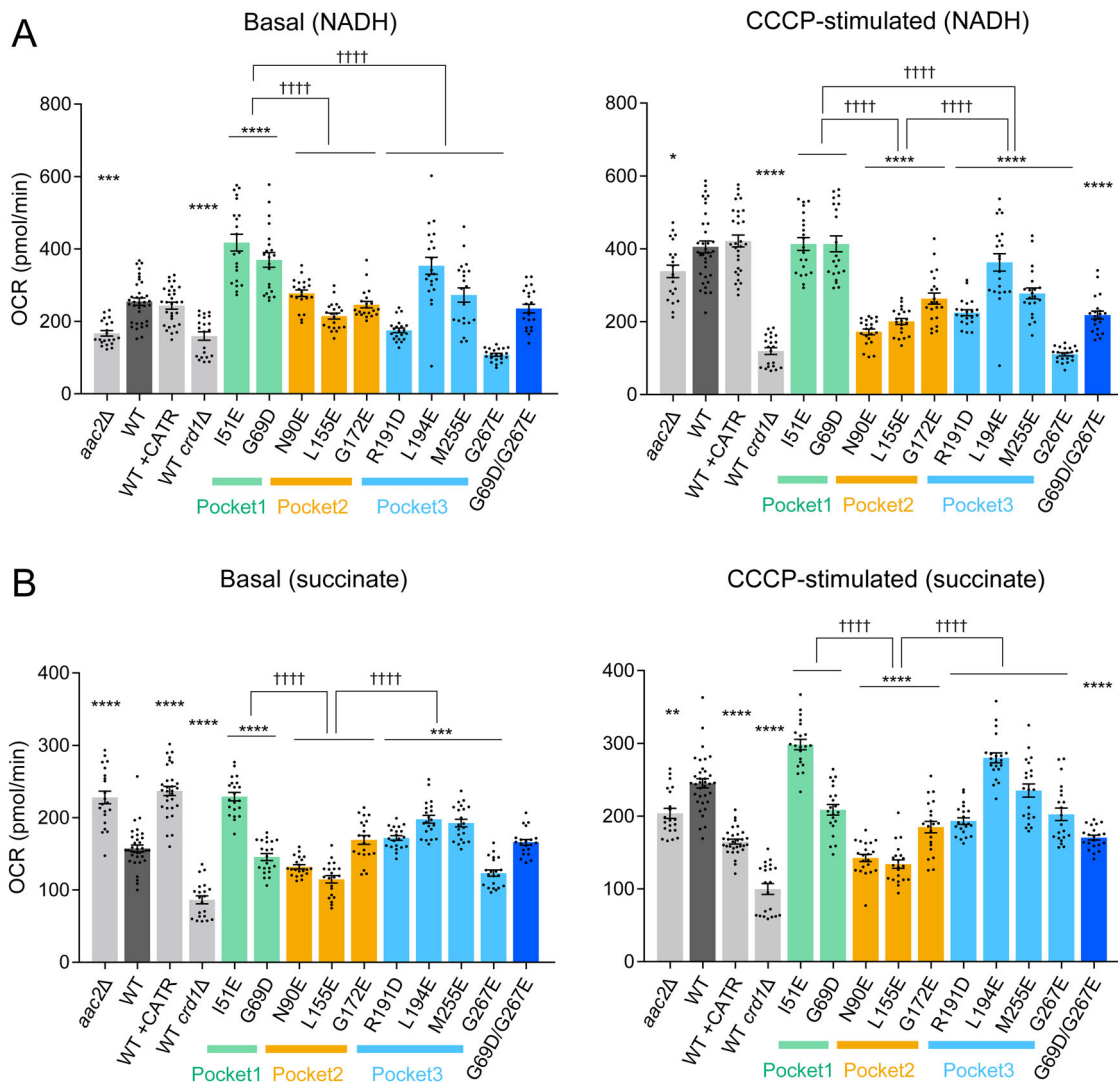 A
Basal (NADH)
CCCP-stimulated (NADH)
††††
††††
****
***
****
OCR (pmol/min)
800
600
400
200
0
aac2Δ
WT
WT +CATR
WT crd1Δ
I51E
G69D
N90E
L155E
G172E
R191D
L194E
M255E
G267E
G69D/G267E
Pocket1
Pocket2
Pocket3
††††
††††
††††
*
****
****
****
****
800
600
400
200
0
aac2Δ
WT
WT +CATR
WT crd1Δ
I51E
G69D
N90E
L155E
G172E
R191D
L194E
M255E
G267E
G69D/G267E
Pocket1
Pocket2
Pocket3
B
Basal (succinate)
CCCP-stimulated (succinate)
††††
††††
****
****
****
****
***
OCR (pmol/min)
400
300
200
100
0
aac2Δ
WT
WT +CATR
WT crd1Δ
I51E
G69D
N90E
L155E
G172E
R191D
L194E
M255E
G267E
G69D/G267E
Pocket1
Pocket2
Pocket3
††††
††††
**
****
****
****
****
400
300
200
100
0
aac2Δ
WT
WT +CATR
WT crd1Δ
I51E
G69D
N90E
L155E
G172E
R191D
L194E
M255E
G267E
G69D/G267E
Pocket1
Pocket2
Pocket3